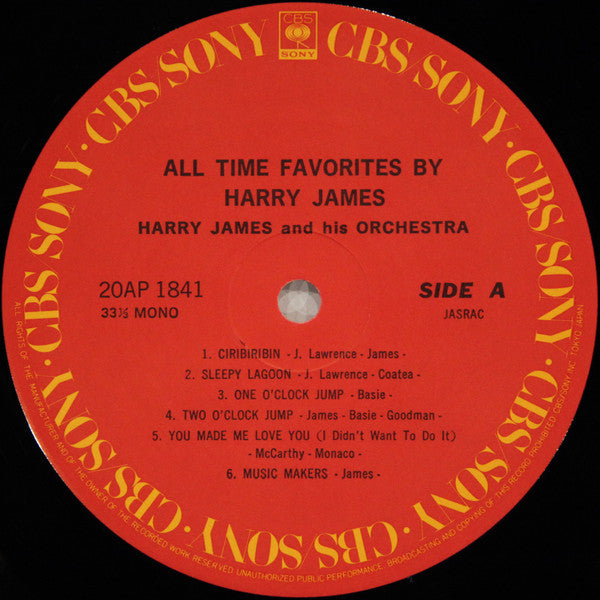 CBS
SONY
CBS/SONY · CBS/SONY · CBS/SONY · CBS/SONY · CBS/SONY · CBS SONY · CBS/SONY
ALL TIME FAVORITES BY
HARRY JAMES
HARRY JAMES and his ORCHESTRA
20AP 1841
SIDE A
33⅓ MONO
JASRAC
1. CIRIBIRIBIN - J. Lawrence - James -
2. SLEEPY LAGOON - J. Lawrence - Coatea -
3. ONE O'CLOCK JUMP - Basie -
4. TWO O'CLOCK JUMP - James - Basie - Goodman -
5. YOU MADE ME LOVE YOU (I Didn't Want To Do It)
- McCarthy - Monaco -
6. MUSIC MAKERS - James -
ALL RIGHTS OF THE MANUFACTURER AND OF THE OWNER OF THE RECORDED WORK RESERVED · UNAUTHORIZED PUBLIC PERFORMANCE, BROADCASTING AND COPYING OF THIS RECORD PROHIBITED CBS/SONY INC. TOKYO, JAPAN